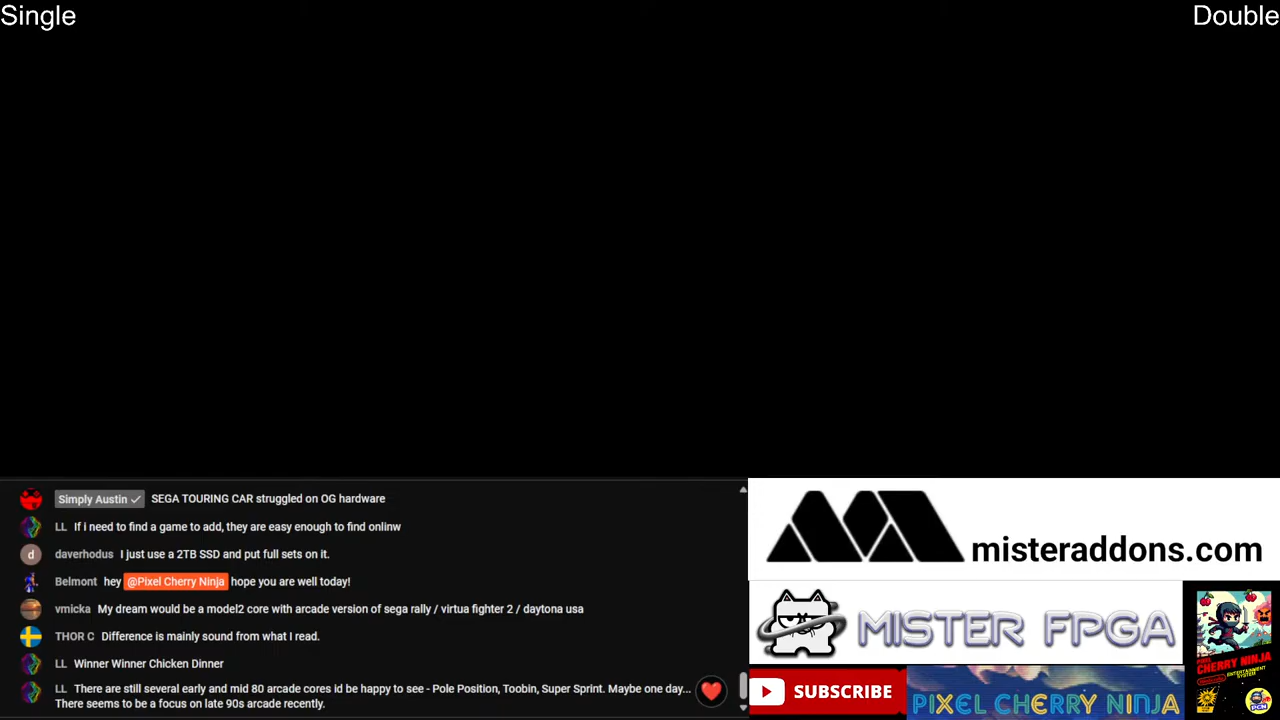 Single
Double
Simply Austin SEGA TOURING CAR struggled on OG hardware
LL If i need to find a game to add, they are easy enough to find onlinw
d daverhodus I just use a 2TB SSD and put full sets on it.
Belmont hey @Pixel Cherry Ninja hope you are well today!
vmicka My dream would be a model2 core with arcade version of sega rally / virtua fighter 2 / daytona usa
THOR C Difference is mainly sound from what I read.
LL Winner Winner Chicken Dinner
LL There are still several early and mid 80 arcade cores id be happy to see - Pole Position, Toobin, Super Sprint. Maybe one day...
There seems to be a focus on late 90s arcade recently.
misteraddons.com
MISTER FPGA
SUBSCRIBE
PIXEL CHERRY NINJA
PIXEL
CHERRY NINJA
ENTERTAINMENT
SYSTEM
PCN